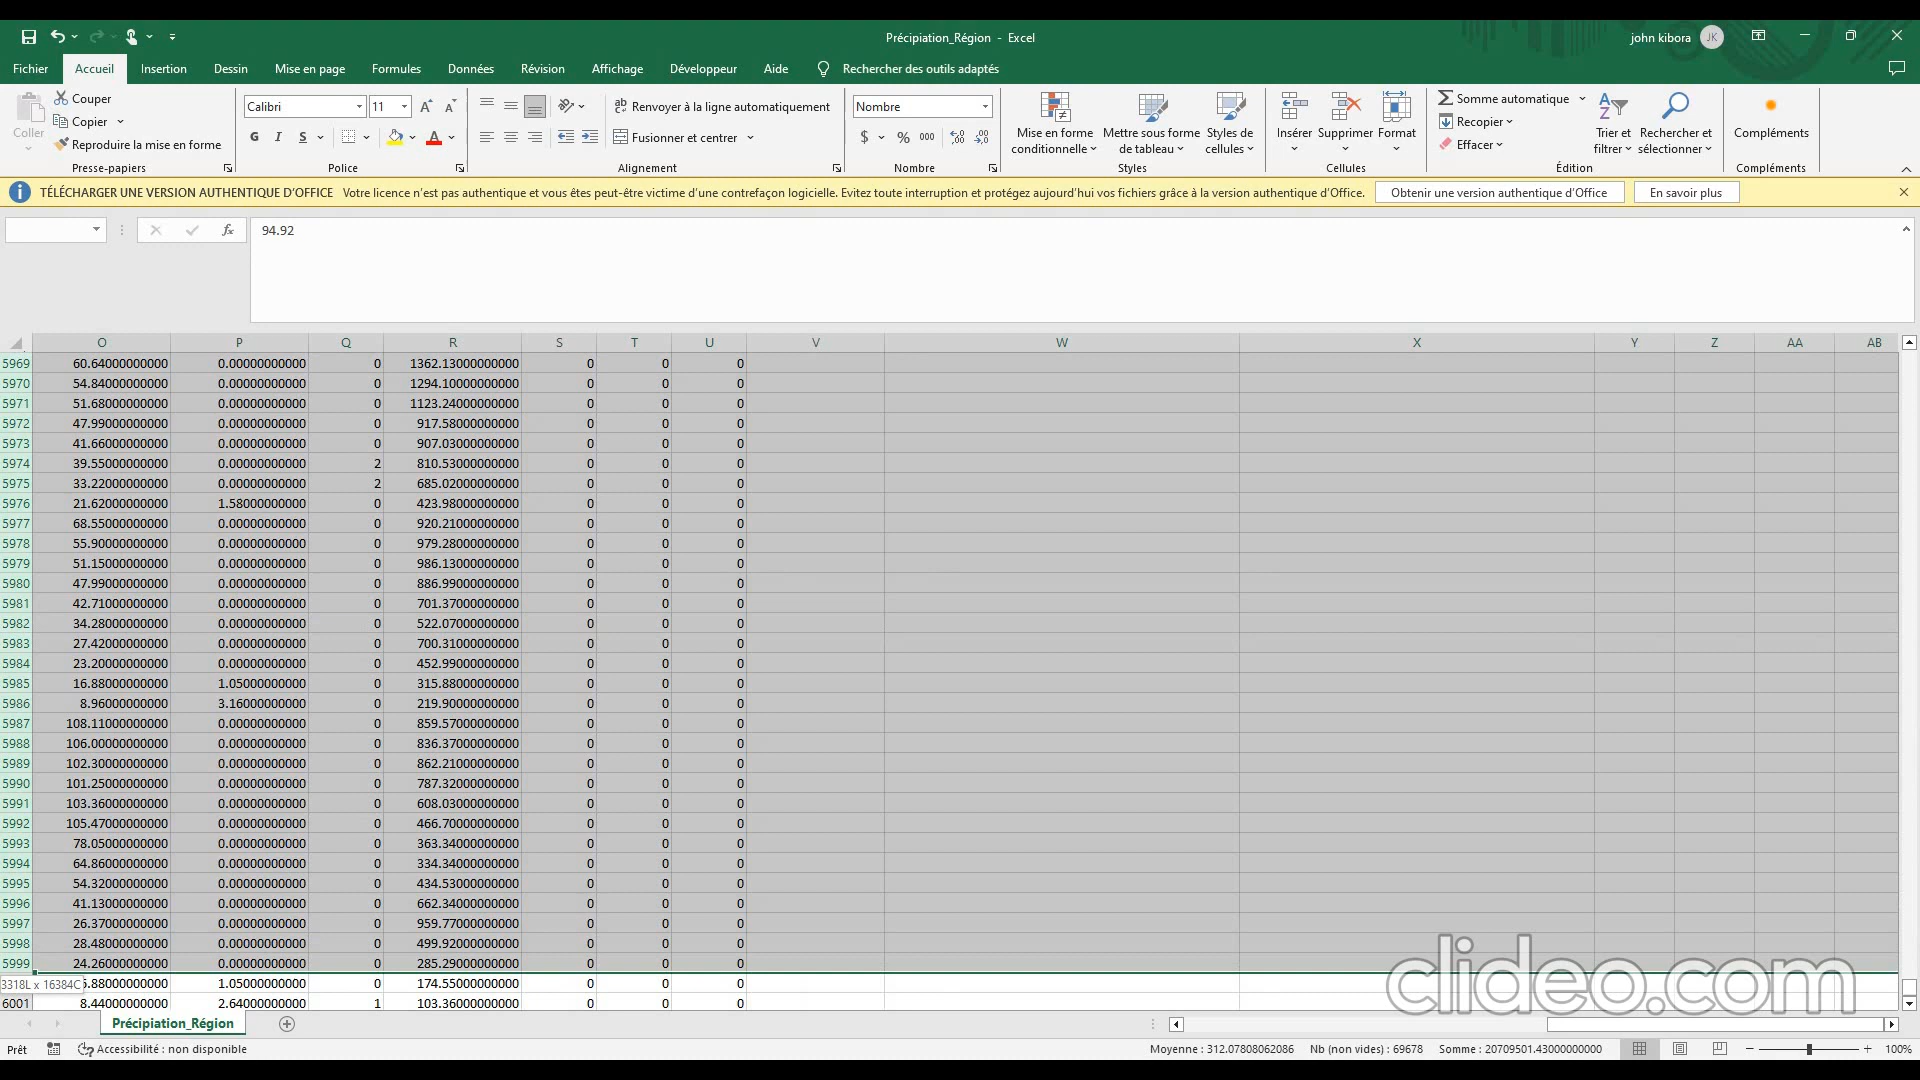 Précipiation_Région - Excel
john kibora JK
Fichier Accueil Insertion Dessin Mise en page Formules Données Révision Affichage Développeur Aide Rechercher des outils adaptés
Coller
Couper
Copier
Reproduire la mise en forme
Presse-papiers
Calibri 11
G I S
Police
Renvoyer à la ligne automatiquement
Fusionner et centrer
Alignement
Nombre
$ % 000
Nombre
Mise en forme conditionnelle
Mettre sous forme de tableau
Styles de cellules
Styles
Insérer
Supprimer
Format
Cellules
Somme automatique
Recopier
Effacer
Trier et filtrer
Rechercher et sélectionner
Édition
Compléments
Compléments
TÉLÉCHARGER UNE VERSION AUTHENTIQUE D'OFFICE Votre licence n'est pas authentique et vous êtes peut-être victime d'une contrefaçon logicielle. Evitez toute interruption et protégez aujourd'hui vos fichiers grâce à la version authentique d'Office. Obtenir une version authentique d'Office En savoir plus
fx 94.92
O P Q R S T U V W X Y Z AA AB
5969 60.64000000000 0.00000000000 0 1362.13000000000 0 0 0
5970 54.84000000000 0.00000000000 0 1294.10000000000 0 0 0
5971 51.68000000000 0.00000000000 0 1123.24000000000 0 0 0
5972 47.99000000000 0.00000000000 0 917.58000000000 0 0 0
5973 41.66000000000 0.00000000000 0 907.03000000000 0 0 0
5974 39.55000000000 0.00000000000 2 810.53000000000 0 0 0
5975 33.22000000000 0.00000000000 2 685.02000000000 0 0 0
5976 21.62000000000 1.58000000000 0 423.98000000000 0 0 0
5977 68.55000000000 0.00000000000 0 920.21000000000 0 0 0
5978 55.90000000000 0.00000000000 0 979.28000000000 0 0 0
5979 51.15000000000 0.00000000000 0 986.13000000000 0 0 0
5980 47.99000000000 0.00000000000 0 886.99000000000 0 0 0
5981 42.71000000000 0.00000000000 0 701.37000000000 0 0 0
5982 34.28000000000 0.00000000000 0 522.07000000000 0 0 0
5983 27.42000000000 0.00000000000 0 700.31000000000 0 0 0
5984 23.20000000000 0.00000000000 0 452.99000000000 0 0 0
5985 16.88000000000 1.05000000000 0 315.88000000000 0 0 0
5986 8.96000000000 3.16000000000 0 219.90000000000 0 0 0
5987 108.11000000000 0.00000000000 0 859.57000000000 0 0 0
5988 106.00000000000 0.00000000000 0 836.37000000000 0 0 0
5989 102.30000000000 0.00000000000 0 862.21000000000 0 0 0
5990 101.25000000000 0.00000000000 0 787.32000000000 0 0 0
5991 103.36000000000 0.00000000000 0 608.03000000000 0 0 0
5992 105.47000000000 0.00000000000 0 466.70000000000 0 0 0
5993 78.05000000000 0.00000000000 0 363.34000000000 0 0 0
5994 64.86000000000 0.00000000000 0 334.34000000000 0 0 0
5995 54.32000000000 0.00000000000 0 434.53000000000 0 0 0
5996 41.13000000000 0.00000000000 0 662.34000000000 0 0 0
5997 26.37000000000 0.00000000000 0 959.77000000000 0 0 0
5998 28.48000000000 0.00000000000 0 499.92000000000 0 0 0
5999 24.26000000000 0.00000000000 0 285.29000000000 0 0 0
3318L x 16384C .88000000000 1.05000000000 0 174.55000000000 0 0 0
6001 8.44000000000 2.64000000000 1 103.36000000000 0 0 0
clideo.com
Précipiation_Région
Prêt Accessibilité : non disponible Moyenne : 312.07808062086 Nb (non vides) : 69678 Somme : 20709501.43000000000 100%